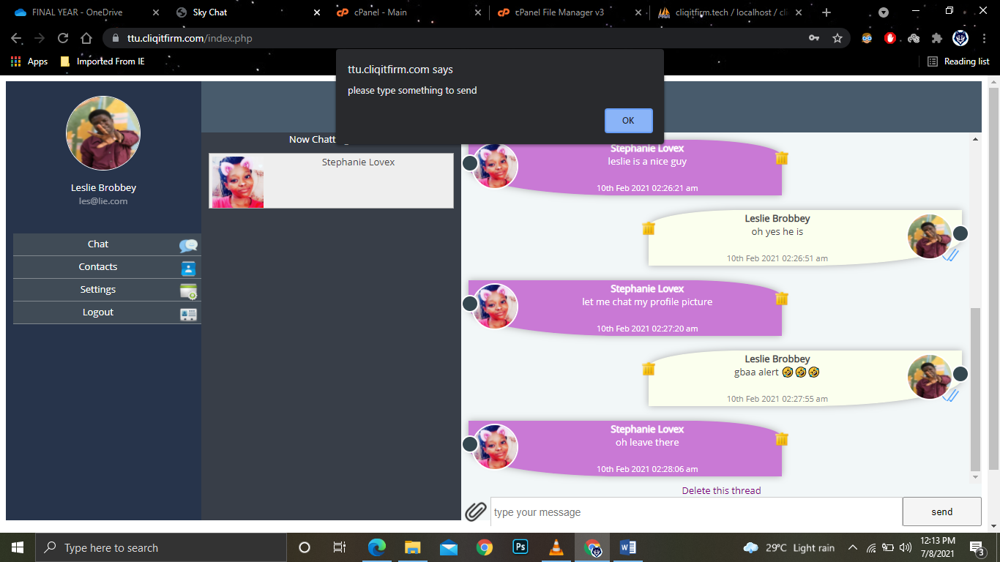 FINAL YEAR - OneDrive
Sky Chat
cPanel - Main
cPanel File Manager v3
cliqitfirm.tech / localhost / cli
ttu.cliqitfirm.com/index.php
Apps
Imported From IE
Reading list
ttu.cliqitfirm.com says
please type something to send
OK
Leslie Brobbey
les@lie.com
Chat
Contacts
Settings
Logout
Now Chatt
Stephanie Lovex
Stephanie Lovex
leslie is a nice guy
10th Feb 2021 02:26:21 am
Leslie Brobbey
oh yes he is
10th Feb 2021 02:26:51 am
Stephanie Lovex
let me chat my profile picture
10th Feb 2021 02:27:20 am
Leslie Brobbey
gbaa alert 🤣🤣🤣
10th Feb 2021 02:27:55 am
Stephanie Lovex
oh leave there
10th Feb 2021 02:28:06 am
Delete this thread
type your message
send
Type here to search
Ps
29°C Light rain
12:13 PM
7/8/2021
3